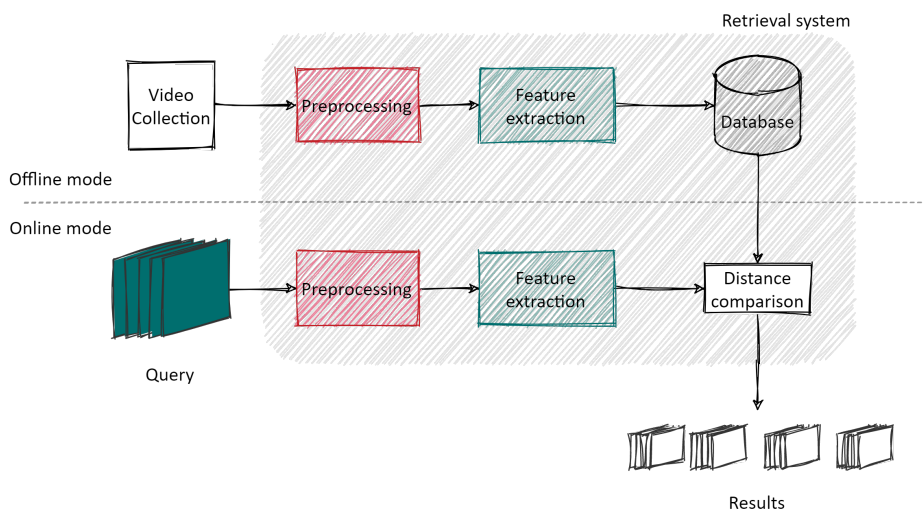 Retrieval system
Video
Collection
Preprocessing
Feature
extraction
Database
Offline mode
Online mode
Preprocessing
Feature
extraction
Distance
comparison
Query
Results